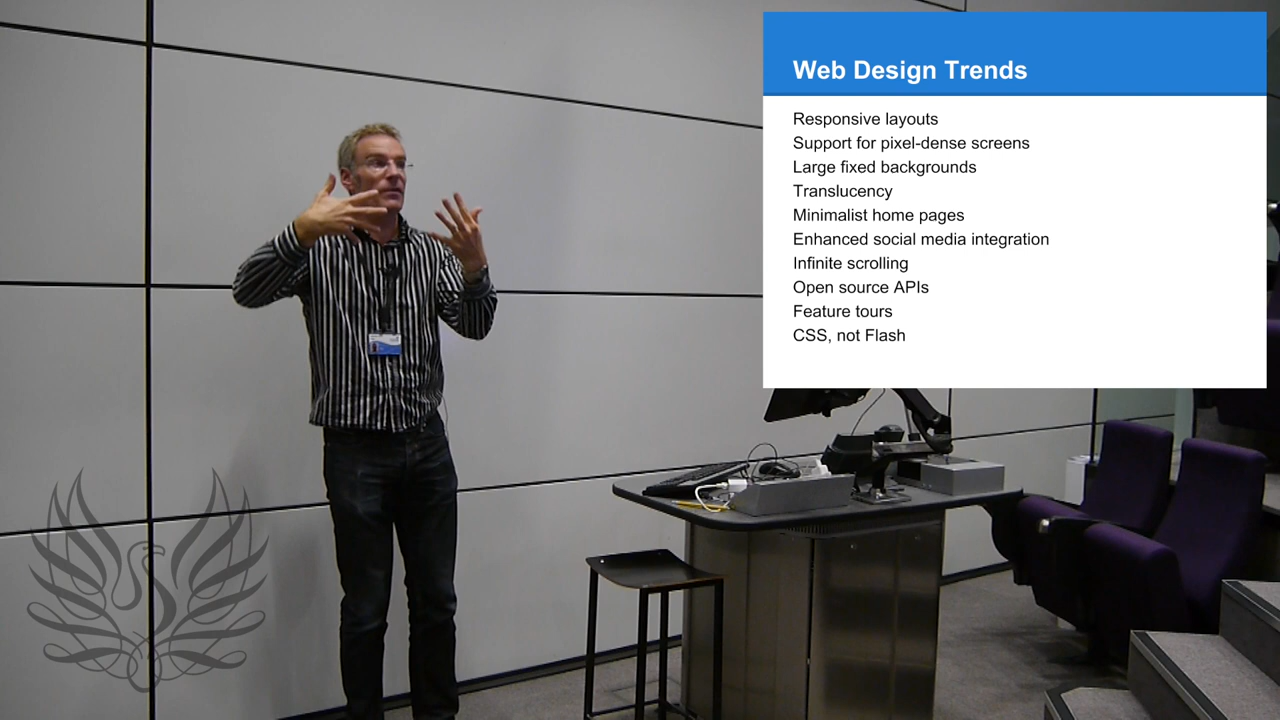 Web Design Trends
Responsive layouts
Support for pixel-dense screens
Large fixed backgrounds
Translucency
Minimalist home pages
Enhanced social media integration
Infinite scrolling
Open source APIs
Feature tours
CSS, not Flash